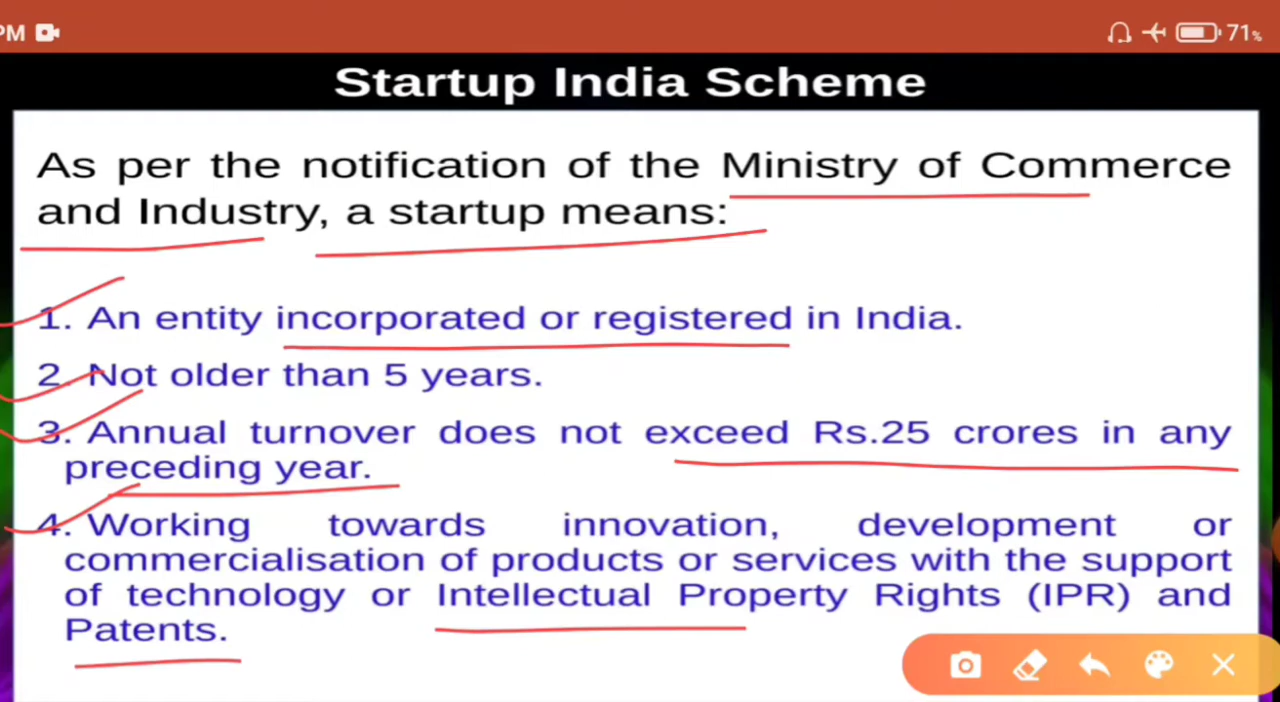 PM
71%
Startup India Scheme
As per the notification of the Ministry of Commerce
and Industry, a startup means:
1. An entity incorporated or registered in India.
2. Not older than 5 years.
3. Annual turnover does not exceed Rs.25 crores in any
preceding year.
4. Working towards innovation, development or
commercialisation of products or services with the support
of technology or Intellectual Property Rights (IPR) and
Patents.